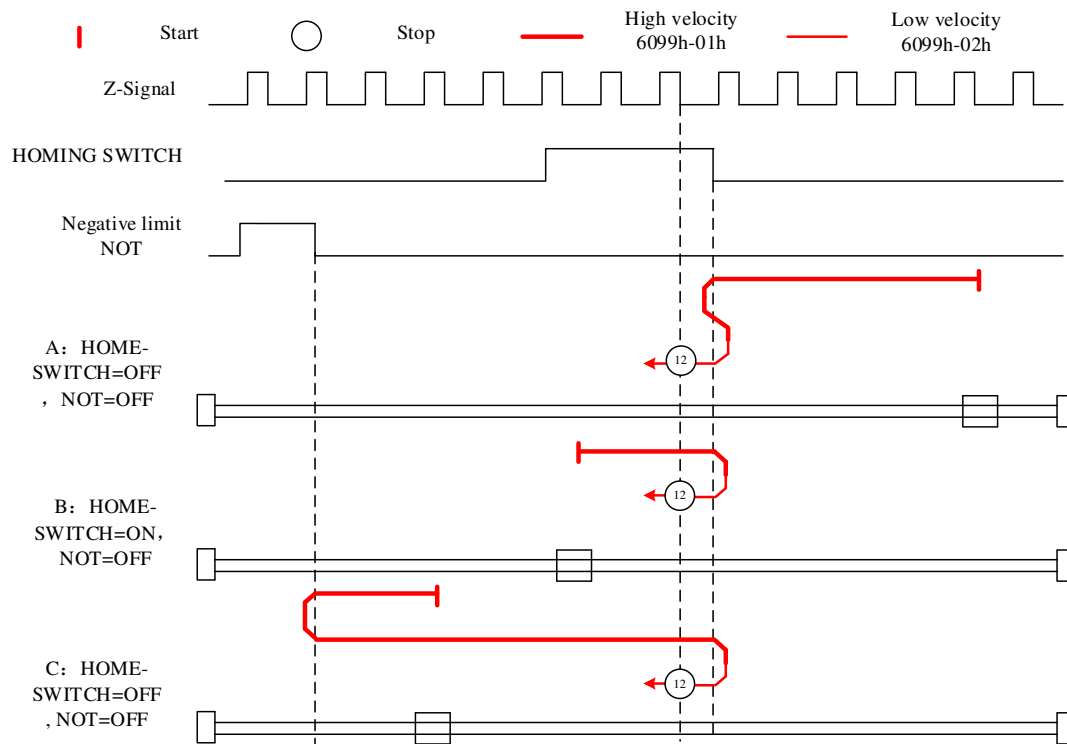 Start
Stop
High velocity
6099h-01h
Low velocity
6099h-02h
Z-Signal
HOMING SWITCH
Negative limit
NOT
A：HOME-
SWITCH=OFF
，NOT=OFF
12
B：HOME-
SWITCH=ON，
NOT=OFF
12
C：HOME-
SWITCH=OFF
, NOT=OFF
12